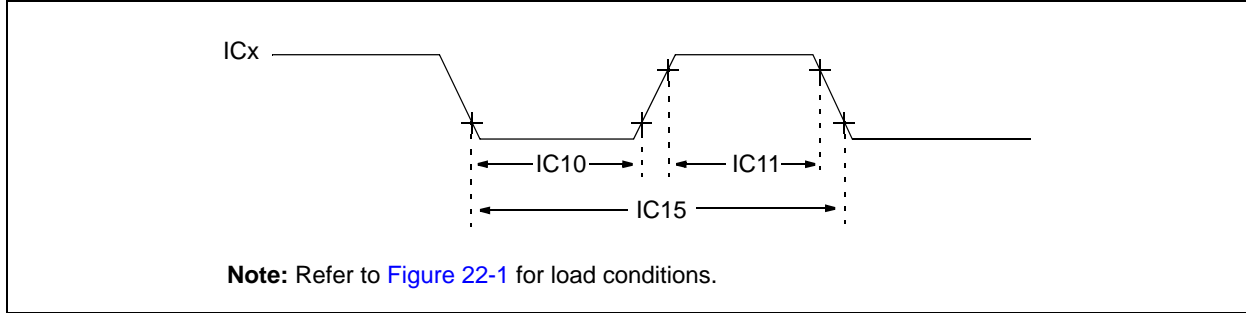 ICx
IC10
IC11
IC15
Note: Refer to Figure 22-1 for load conditions.